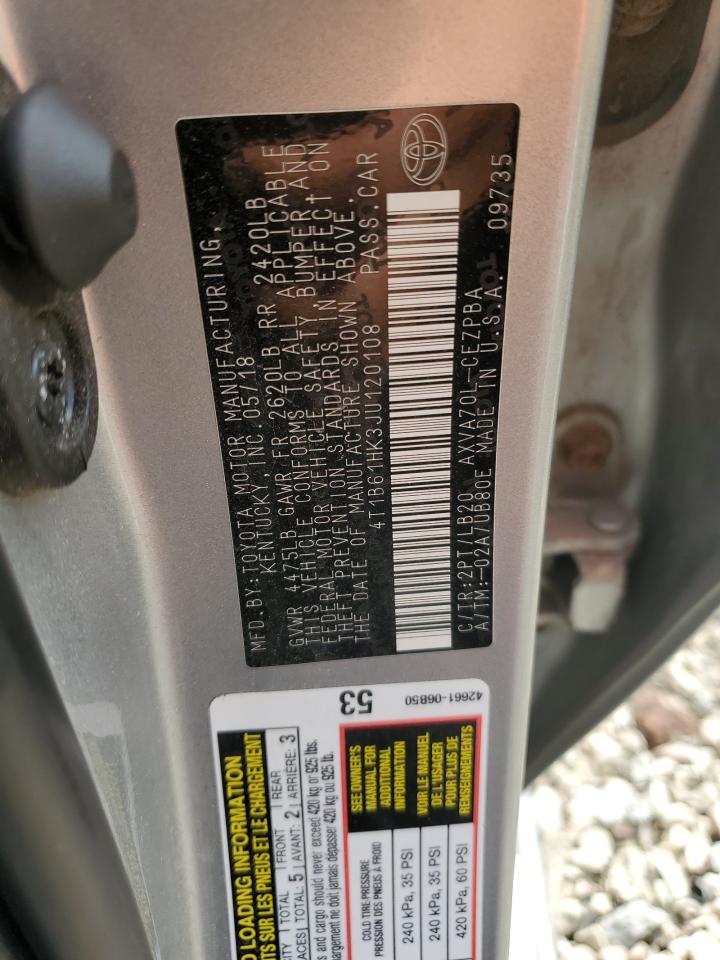 MFD.BY:TOYOTA MOTOR MANUFACTURING,
KENTUCKY, INC. 05/18
GVWR 4475LB GAWR FR 2620LB RR 2420LB
THIS VEHICLE CONFORMS TO ALL APPLICABLE
FEDERAL MOTOR VEHICLE SAFETY, BUMPER AND
THEFT PREVENTION STANDARDS IN EFFECT ON
THE DATE OF MANUFACTURE SHOWN ABOVE.
4T1B61HK3JU120108 PASS.CAR
C/TR:2PT/LB20 AXVA70L-CEZPBA
A/TM:-02A/UB80E MADE IN U.S.A. 09735
53
42661-06B50
LOADING INFORMATION
SUR LES PNEUS ET LE CHARGEMENT
TOTAL FRONT REAR
TOTAL: 5 AVANT: 2 ARRIÈRE: 3
and cargo should never exceed 420 kg or 925 lbs.
chargement ne doit jamais dépasser 420 kg ou 925 lb.
COLD TIRE PRESSURE
PRESSION DES PNEUS À FROID
240 kPa, 35 PSI
240 kPa, 35 PSI
420 kPa, 60 PSI
SEE OWNER'S
MANUAL FOR
ADDITIONAL
INFORMATION
VOIR LE MANUEL
DE L'USAGER
POUR PLUS DE
RENSEIGNEMENTS